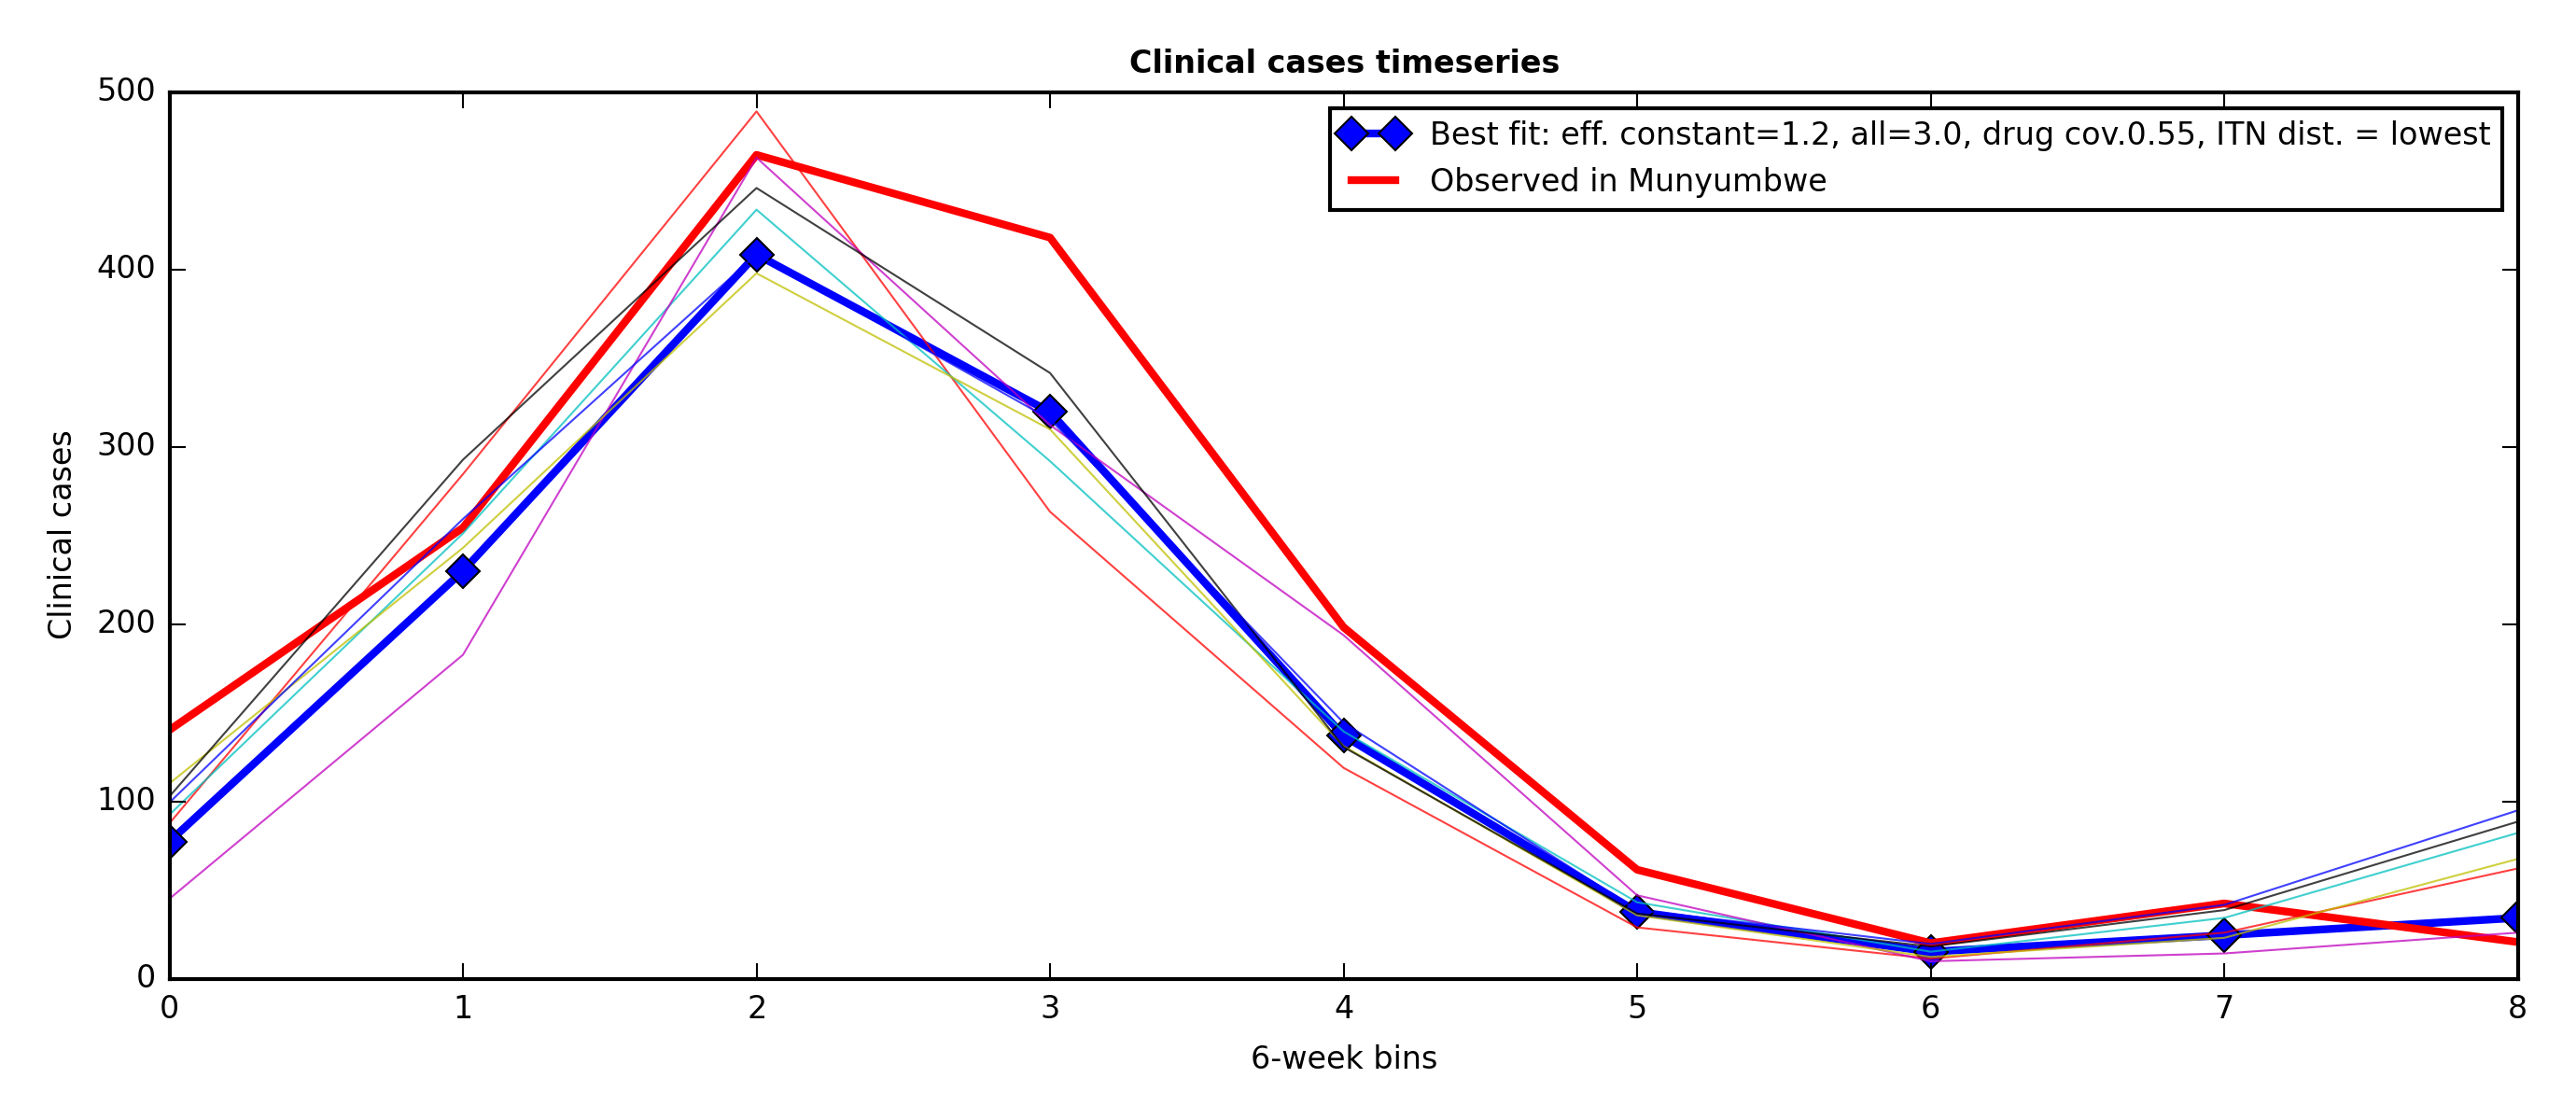 Clinical cases timeseries
500
400
300
200
100
0
Clinical cases
Best fit: eff. constant=1.2, all=3.0, drug cov.0.55, ITN dist. = lowest
Observed in Munyumbwe
0 1 2 3 4 5 6 7 8
6-week bins